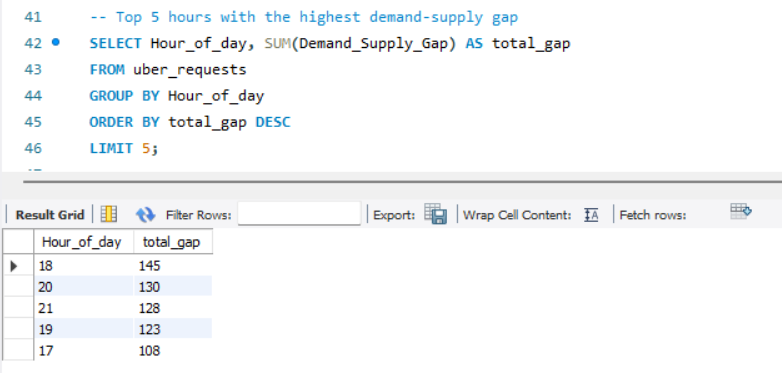 41 -- Top 5 hours with the highest demand-supply gap
42 SELECT Hour_of_day, SUM(Demand_Supply_Gap) AS total_gap
43 FROM uber_requests
44 GROUP BY Hour_of_day
45 ORDER BY total_gap DESC
46 LIMIT 5;
Result Grid Filter Rows: Export: Wrap Cell Content: IA Fetch rows:
Hour_of_day total_gap
18 145
20 130
21 128
19 123
17 108